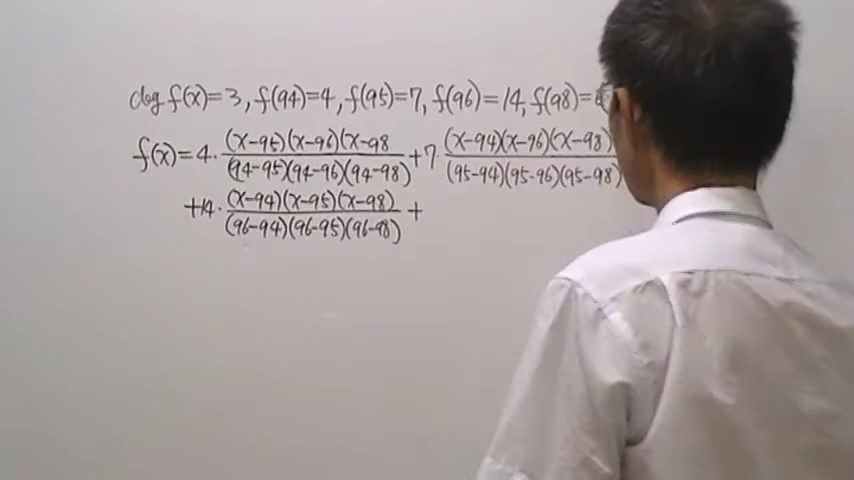 deg f(x)=3, f(94)=4, f(95)=7, f(96)=14, f(98)=
f(x)=4·(x-95)(x-96)(x-98/(94-95)(94-96)(94-98)+7·(x-94)(x-96)(x-98)/(95-94)(95-96)(95-98)
+14·(x-94)(x-95)(x-98)/(96-94)(96-95)(96-98)+